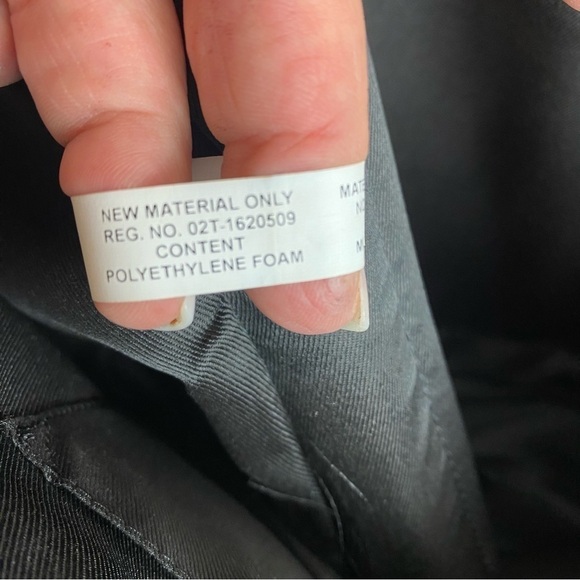 NEW MATERIAL ONLY
REG. NO. 02T-1620509
CONTENT
POLYETHYLENE FOAM